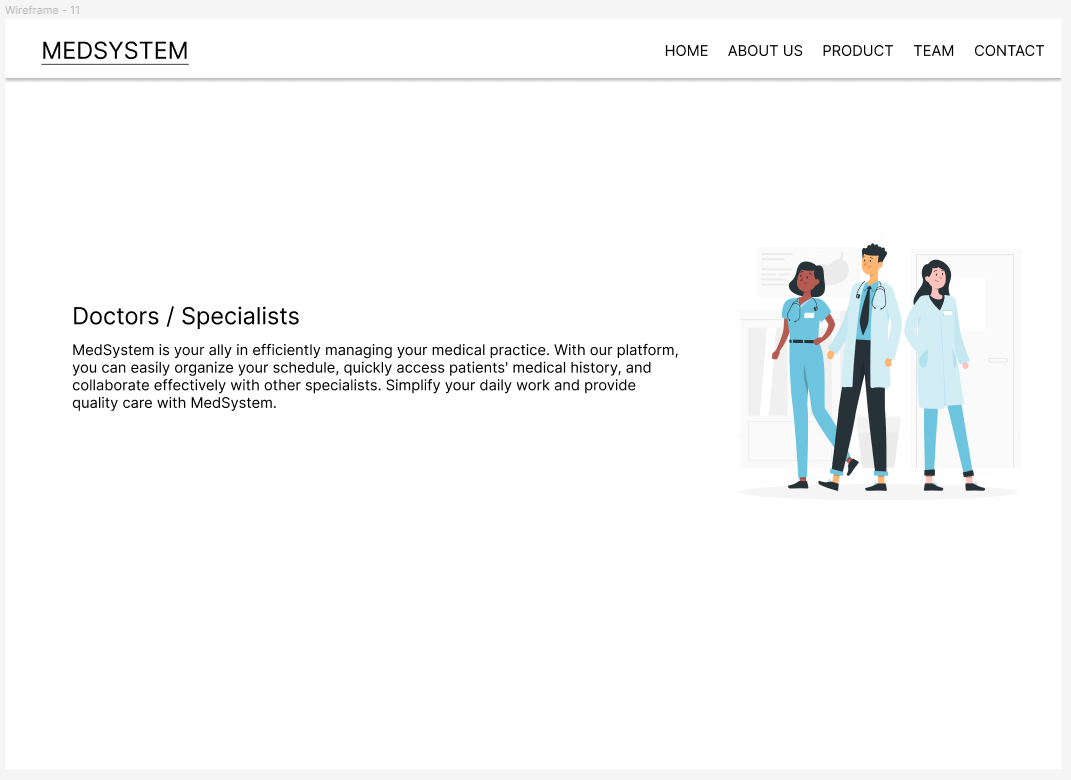 Wireframe - 11
MEDSYSTEM
HOME ABOUT US PRODUCT TEAM CONTACT
Doctors / Specialists
MedSystem is your ally in efficiently managing your medical practice. With our platform,
you can easily organize your schedule, quickly access patients' medical history, and
collaborate effectively with other specialists. Simplify your daily work and provide
quality care with MedSystem.